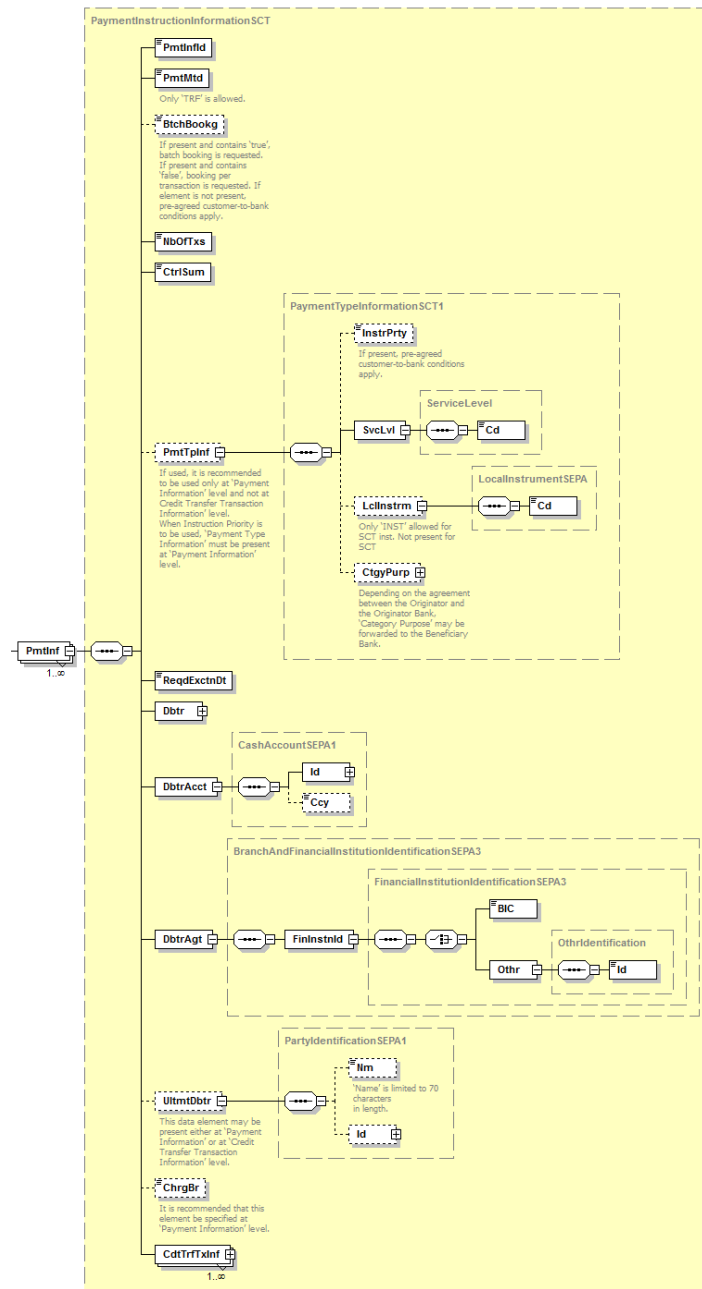 PaymentInstructionInformationSCT
PmtInfId
PmtMtd
Only 'TRF' is allowed.
BtchBookg
If present and contains 'true',
batch booking is requested.
If present and contains
'false', booking per
transaction is requested. If
element is not present,
pre-agreed customer-to-bank
conditions apply.
NbOfTxs
CtrlSum
PaymentTypeInformationSCT1
InstrPrty
If present, pre-agreed
customer-to-bank conditions
apply.
ServiceLevel
SvcLvl
Cd
PmtTpInf
If used, it is recommended
to be used only at 'Payment
Information' level and not at
Credit Transfer Transaction
Information' level.
When Instruction Priority is
to be used, 'Payment Type
Information' must be present
at 'Payment Information'
level.
LocalInstrumentSEPA
LclInstrm
Cd
Only 'INST' allowed for
SCT inst. Not present for
SCT
CtgyPurp
Depending on the agreement
between the Originator and
the Originator Bank,
'Category Purpose' may be
forwarded to the Beneficiary
Bank.
PmtInf
1..∞
ReqdExctnDt
Dbtr
CashAccountSEPA1
Id
DbtrAcct
Ccy
BranchAndFinancialInstitutionIdentificationSEPA3
FinancialInstitutionIdentificationSEPA3
BIC
DbtrAgt
FinInstnId
OthrIdentification
Othr
Id
PartyIdentificationSEPA1
Nm
'Name' is limited to 70
characters
in length.
UltmtDbtr
This data element may be
present either at 'Payment
Information' or at 'Credit
Transfer Transaction
Information' level.
Id
ChrgBr
It is recommended that this
element be specified at
'Payment Information' level.
CdtTrfTxInf
1..∞